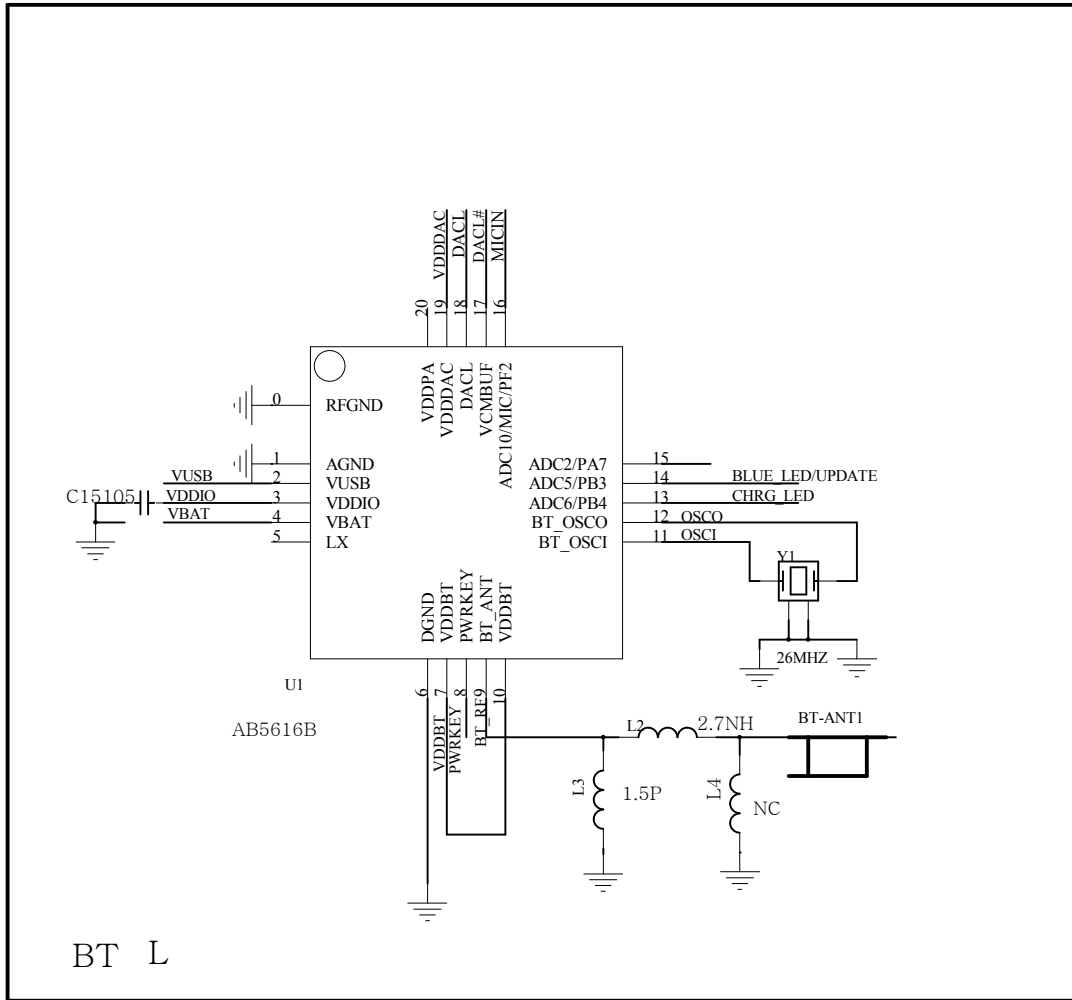 VDDDAC
DACL
DACL#
MICIN
20
19
18
17
16
VDDPA
VDDDAC
DACL
VCMBUF
ADC10/MIC/PF2
0
RFGND
1
AGND
VUSB
2
VUSB
C15105
VDDIO
3
VDDIO
VBAT
4
VBAT
5
LX
ADC2/PA7
15
ADC5/PB3
14
BLUE_LED/UPDATE
ADC6/PB4
13
CHRG_LED
BT_OSCO
12
OSCO
BT_OSCI
11
OSCI
Y1
26MHZ
DGND
VDDBT
PWRKEY
BT_ANT
VDDBT
6
7
8
9
10
U1
AB5616B
VDDBT
PWRKEY
BT_RF
L2
2.7NH
BT-ANT1
L3
1.5P
L4
NC
BT L